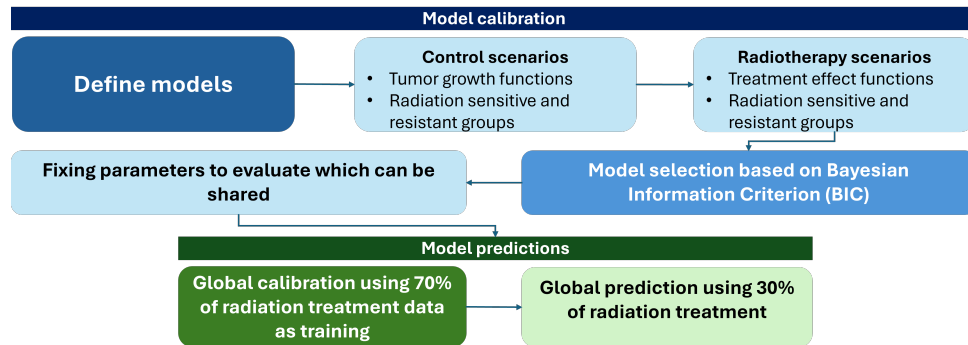 Model calibration
Define models
Control scenarios
• Tumor growth functions
• Radiation sensitive and
resistant groups
Radiotherapy scenarios
• Treatment effect functions
• Radiation sensitive and
resistant groups
Model selection based on Bayesian
Information Criterion (BIC)
Fixing parameters to evaluate which can be
shared
Model predictions
Global calibration using 70%
of radiation treatment data
as training
Global prediction using 30%
of radiation treatment